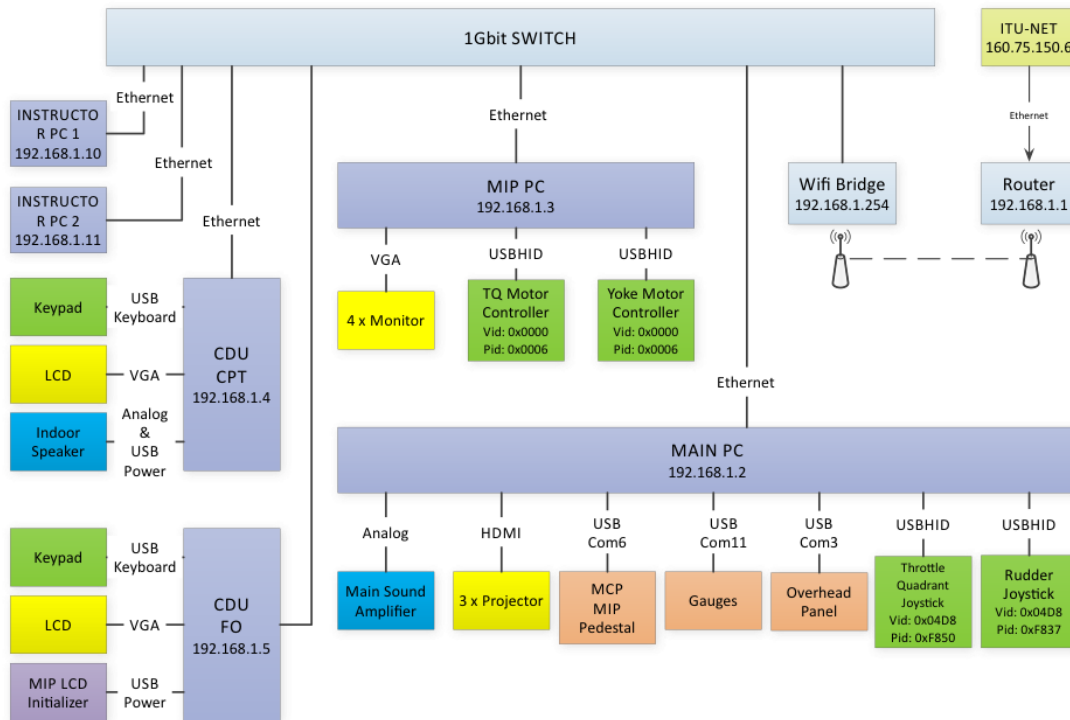 1Gbit SWITCH
ITU-NET
160.75.150.6
Ethernet
Ethernet
Ethernet
Ethernet
Ethernet
INSTRUCTO
R PC 1
192.168.1.10
INSTRUCTO
R PC 2
192.168.1.11
MIP PC
192.168.1.3
Wifi Bridge
192.168.1.254
Router
192.168.1.1
VGA
USBHID
USBHID
4 x Monitor
TQ Motor
Controller
Vid: 0x0000
Pid: 0x0006
Yoke Motor
Controller
Vid: 0x0000
Pid: 0x0006
Keypad
USB
Keyboard
LCD
VGA
Indoor
Speaker
Analog
&
USB
Power
CDU
CPT
192.168.1.4
Ethernet
MAIN PC
192.168.1.2
Analog
HDMI
USB
Com6
USB
Com11
USB
Com3
USBHID
USBHID
Main Sound
Amplifier
3 x Projector
MCP
MIP
Pedestal
Gauges
Overhead
Panel
Throttle
Quadrant
Joystick
Vid: 0x04D8
Pid: 0xF850
Rudder
Joystick
Vid: 0x04D8
Pid: 0xF837
Keypad
USB
Keyboard
LCD
VGA
MIP LCD
Initializer
USB
Power
CDU
FO
192.168.1.5